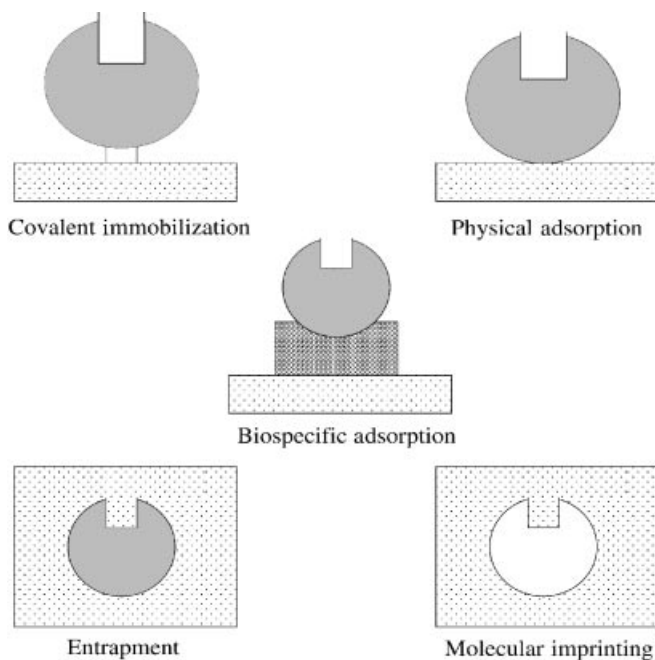 Covalent immobilization
Physical adsorption
Biospecific adsorption
Entrapment
Molecular imprinting